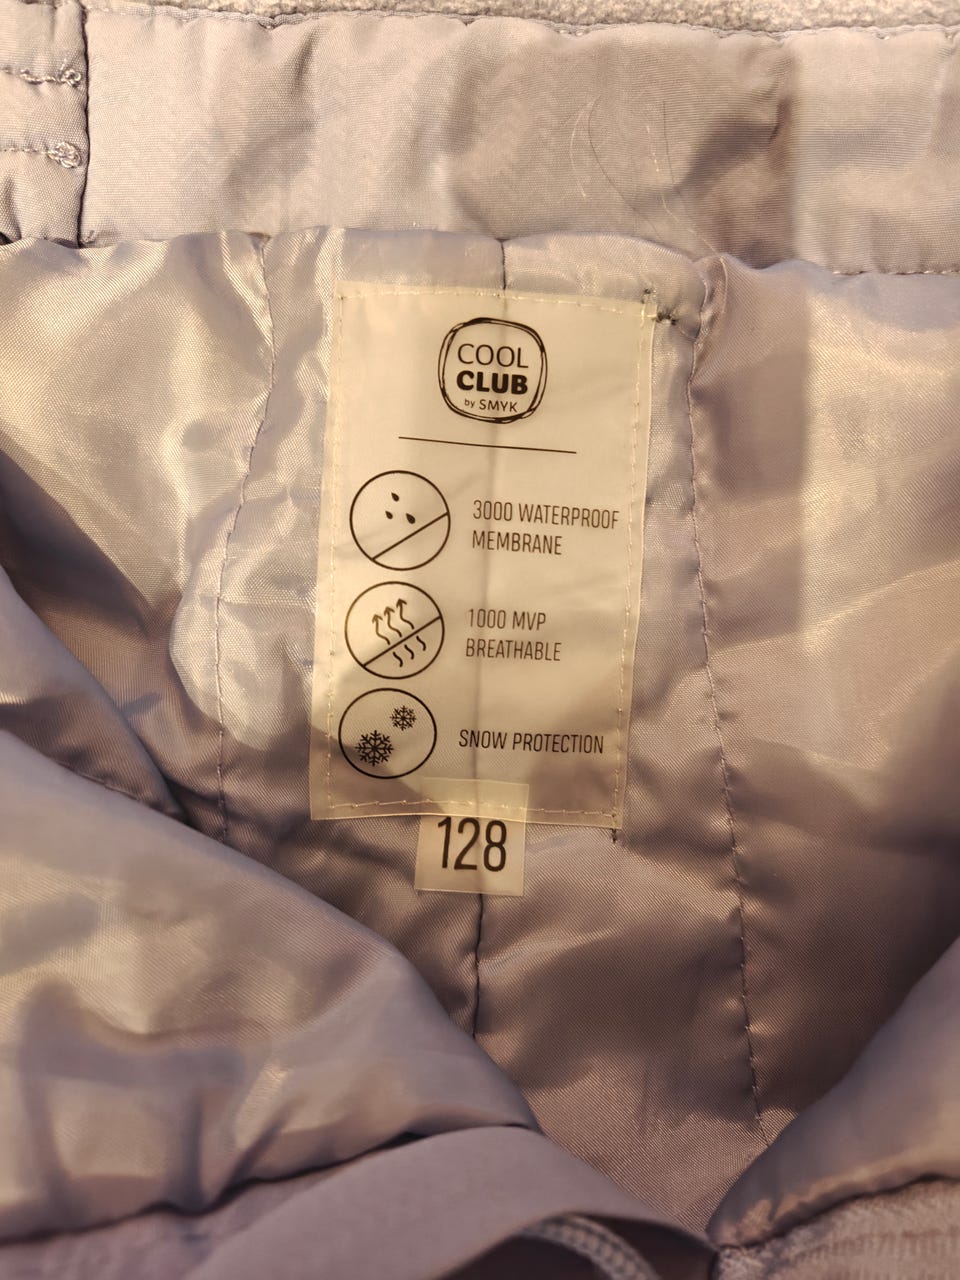 COOL
CLUB
by SMYK
3000 WATERPROOF
MEMBRANE
1000 MVP
BREATHABLE
SNOW PROTECTION
128